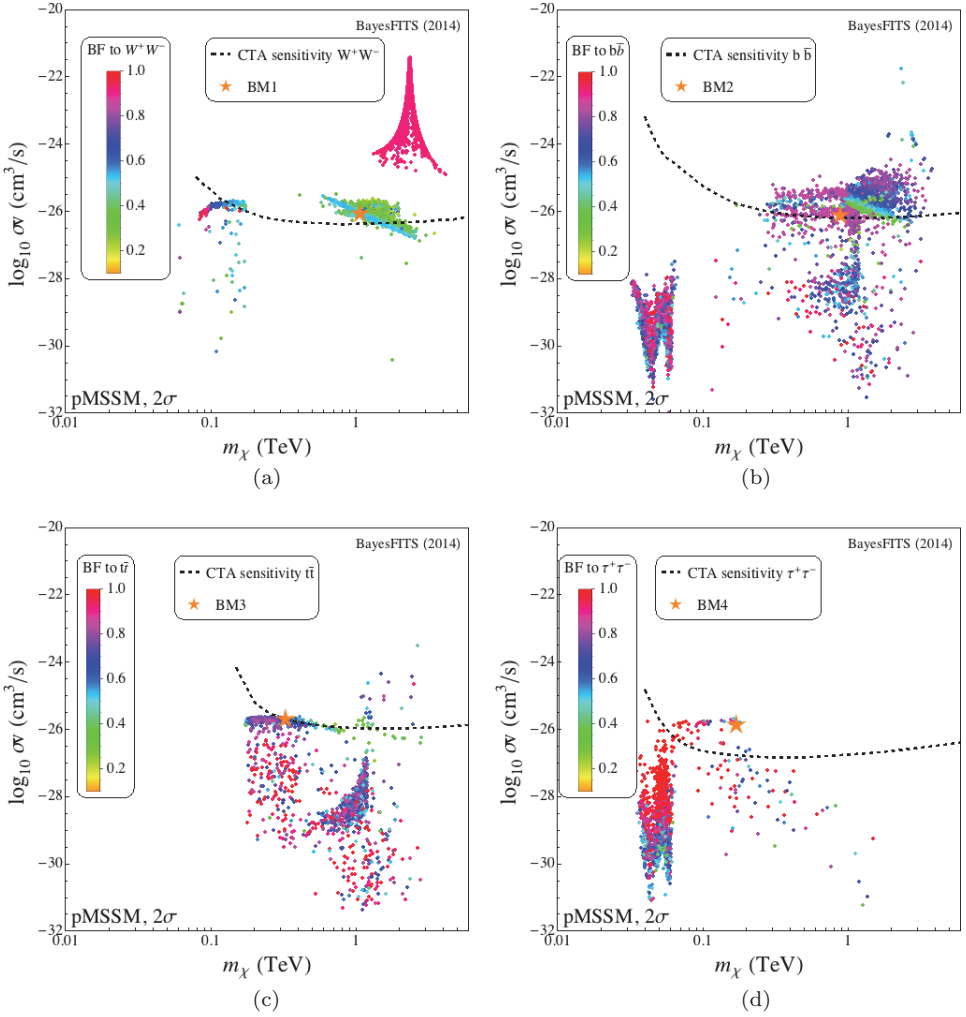 BayesFITS (2014)
BF to W⁺W⁻
1.0
0.8
0.6
0.4
0.2
CTA sensitivity W⁺W⁻
BM1
−20
−22
−24
−26
−28
−30
−32
log₁₀ σv (cm³/s)
pMSSM, 2σ
0.01
0.1
1
m_χ (TeV)
(a)
BayesFITS (2014)
BF to bb̄
1.0
0.8
0.6
0.4
0.2
CTA sensitivity b b̄
BM2
−20
−22
−24
−26
−28
−30
−32
log₁₀ σv (cm³/s)
pMSSM, 2σ
0.01
0.1
1
m_χ (TeV)
(b)
BayesFITS (2014)
BF to tt̄
1.0
0.8
0.6
0.4
0.2
CTA sensitivity tt̄
BM3
−20
−22
−24
−26
−28
−30
−32
log₁₀ σv (cm³/s)
pMSSM, 2σ
0.01
0.1
1
m_χ (TeV)
(c)
BayesFITS (2014)
BF to τ⁺τ⁻
1.0
0.8
0.6
0.4
0.2
CTA sensitivity τ⁺τ⁻
BM4
−20
−22
−24
−26
−28
−30
−32
log₁₀ σv (cm³/s)
pMSSM, 2σ
0.01
0.1
1
m_χ (TeV)
(d)